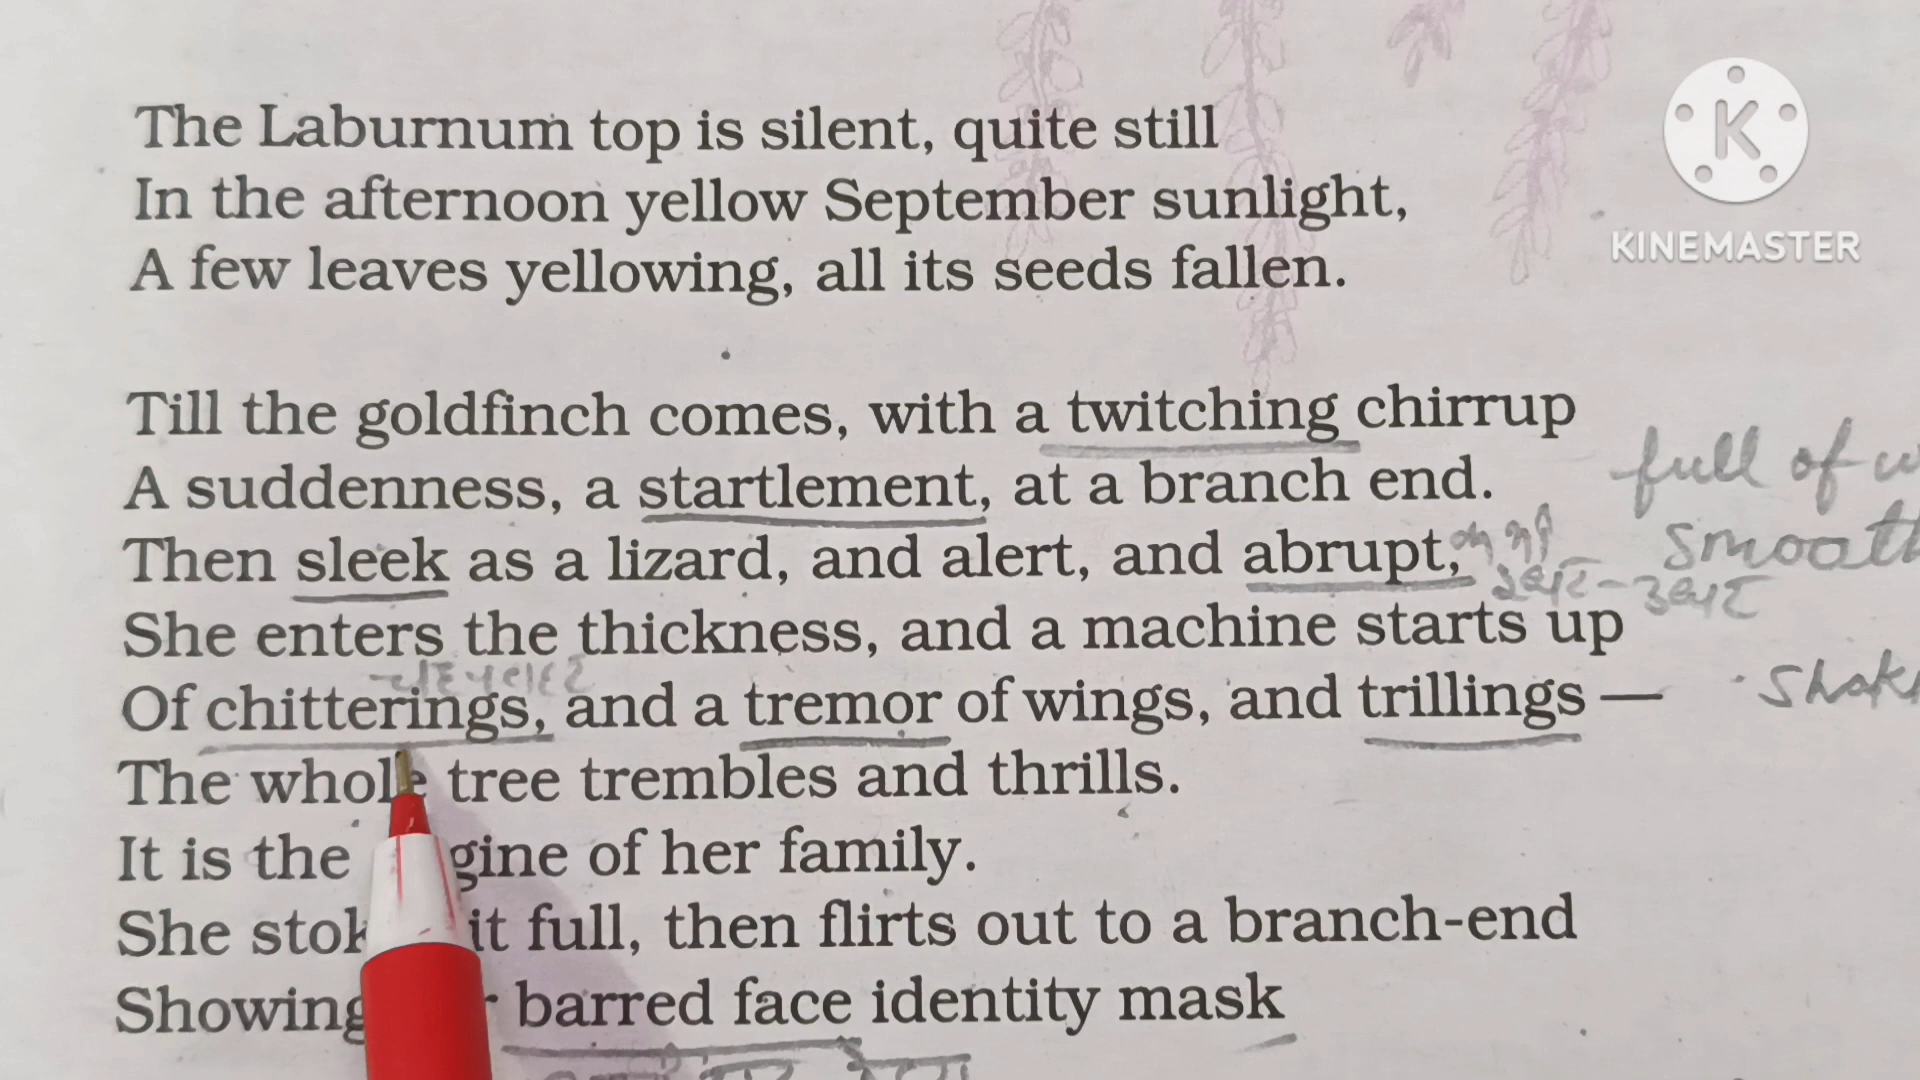 The Laburnum top is silent, quite still
In the afternoon yellow September sunlight,
A few leaves yellowing, all its seeds fallen.
KINEMASTER
Till the goldfinch comes, with a twitching chirrup
A suddenness, a startlement, at a branch end.
full of
Then sleek as a lizard, and alert, and abrupt,
smooth
She enters the thickness, and a machine starts up
Of chitterings, and a tremor of wings, and trillings —
The whole tree trembles and thrills.
It is the gine of her family.
She stok it full, then flirts out to a branch-end
Showing barred face identity mask